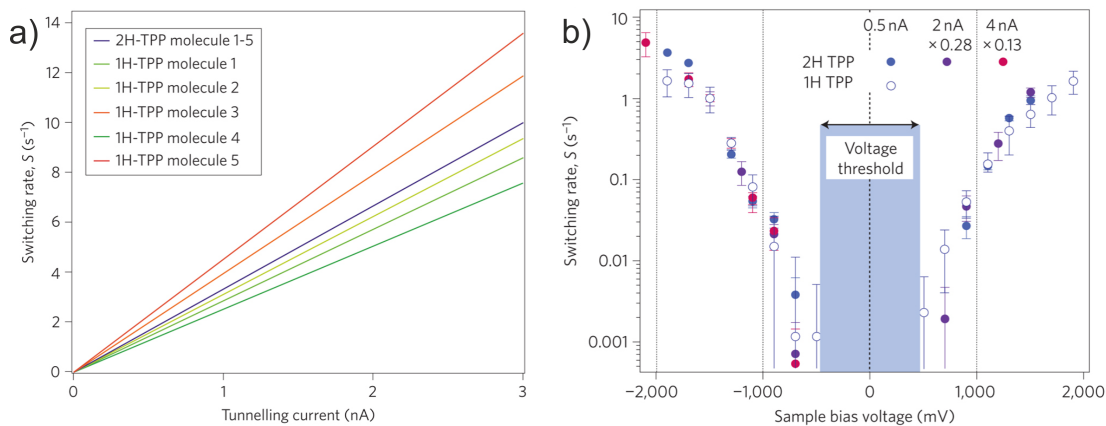 a)
14
12
10
8
6
4
2
0
Switching rate, S (s⁻¹)
2H-TPP molecule 1-5
1H-TPP molecule 1
1H-TPP molecule 2
1H-TPP molecule 3
1H-TPP molecule 4
1H-TPP molecule 5
0 1 2 3
Tunnelling current (nA)
b)
10
1
0.1
0.01
0.001
Switching rate, S (s⁻¹)
0.5 nA 2 nA 4 nA
× 0.28 × 0.13
2H TPP
1H TPP
Voltage
threshold
−2,000 −1,000 0 1,000 2,000
Sample bias voltage (mV)